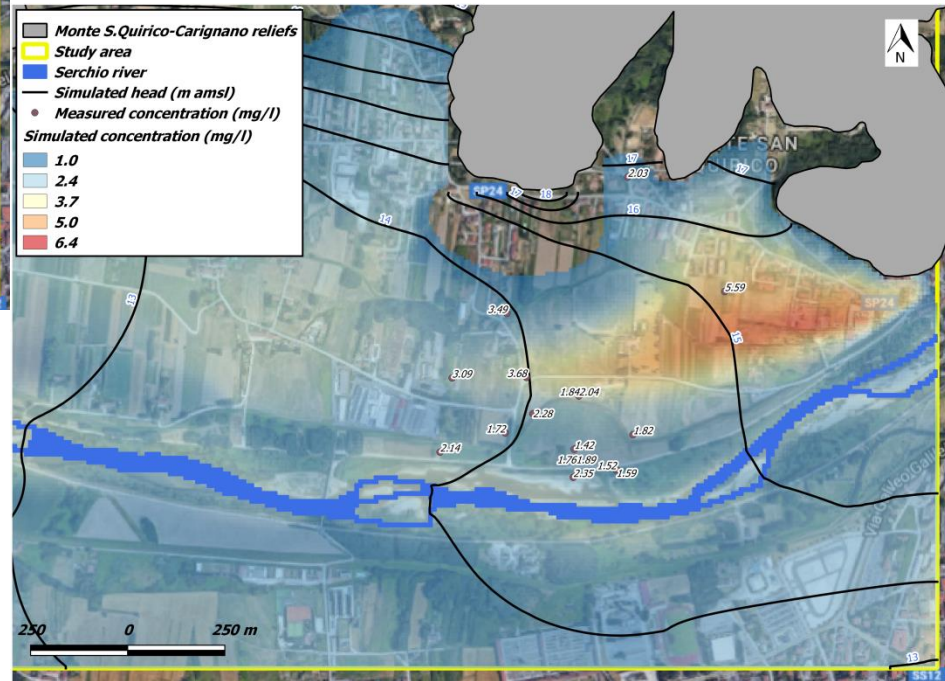 Monte S.Quirico-Carignano reliefs
Study area
Serchio river
Simulated head (m amsl)
Measured concentration (mg/l)
Simulated concentration (mg/l)
1.0
2.4
3.7
5.0
6.4
N
SAN
QUIRICO
17
2.03
17
SP24
17
18
16
14
13
5.59
SP24
3.49
15
3.09
3.68
1.842.04
2.28
1.72
1.82
2.14
1.42
1.761.89
1.52
1.59
2.35
250
0
250 m
13
SS12